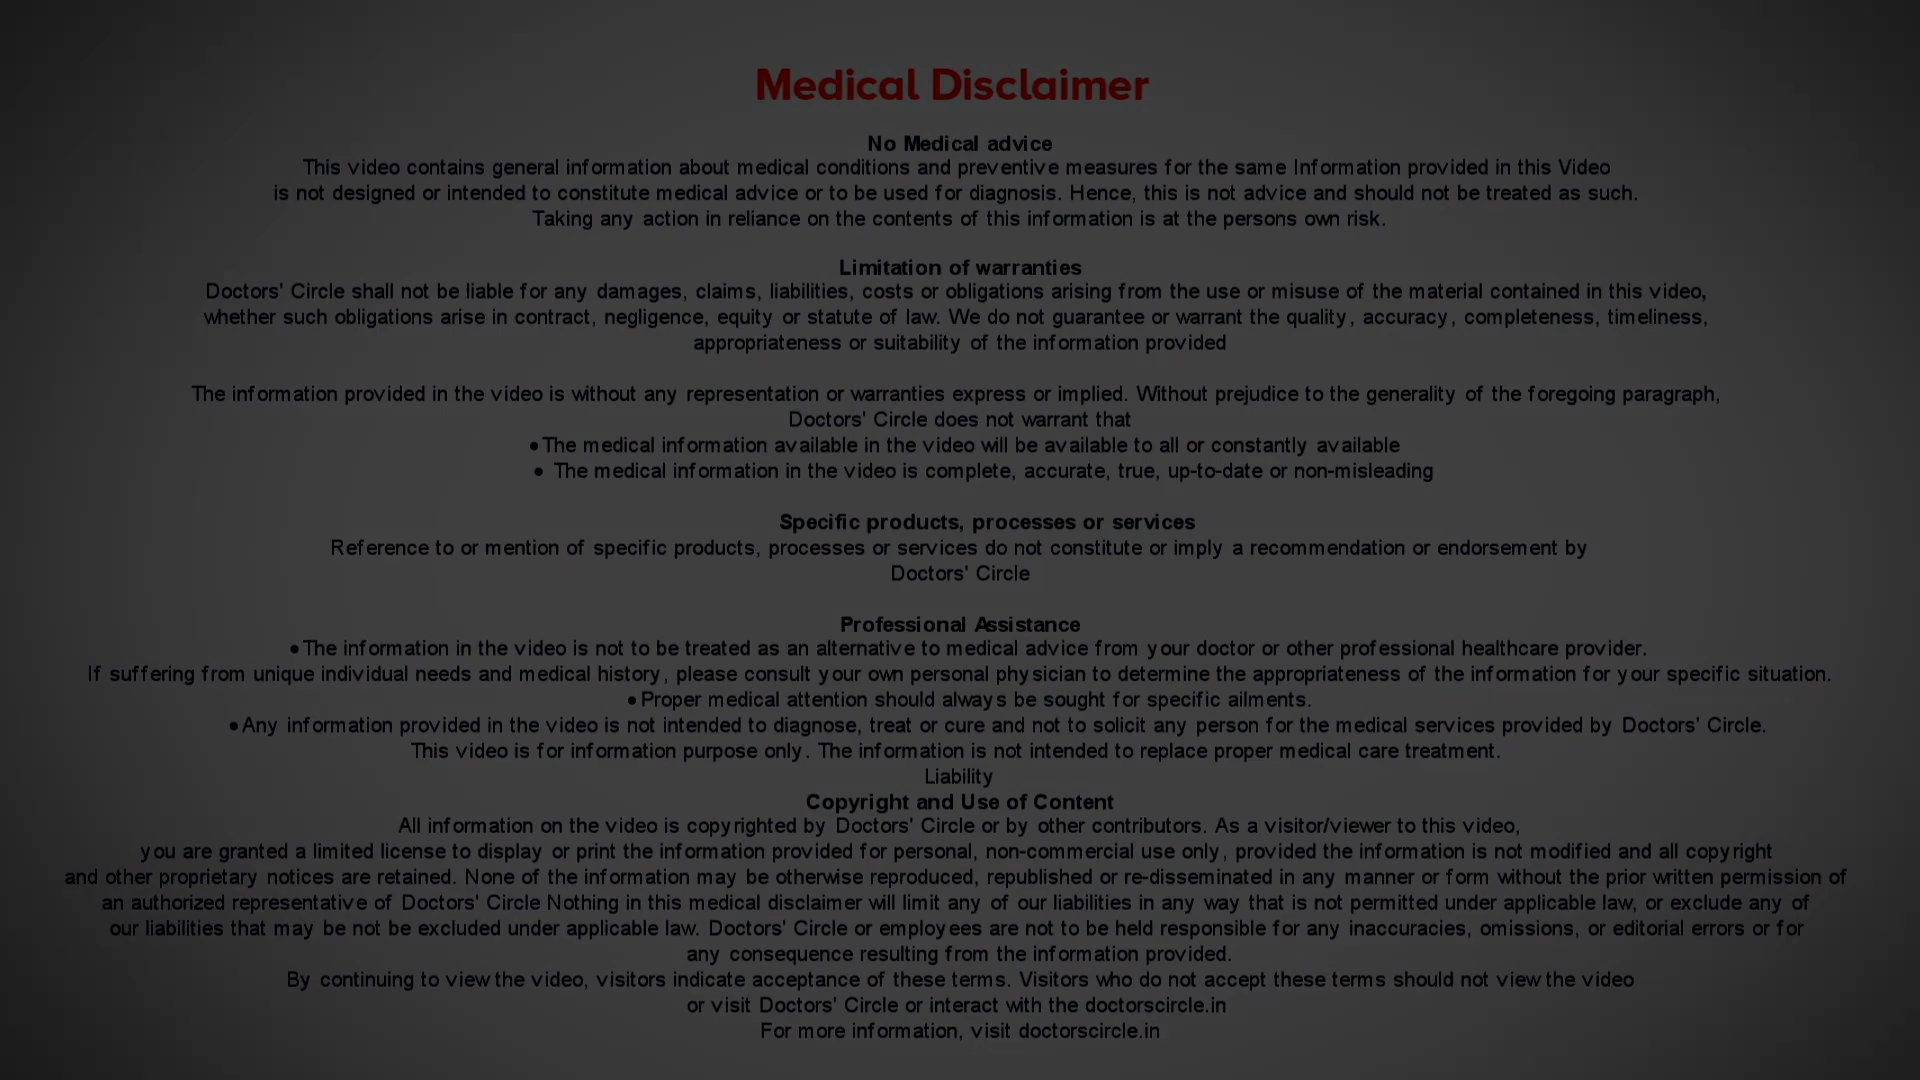 Medical Disclaimer
No Medical advice
This video contains general information about medical conditions and preventive measures for the same Information provided in this Video
is not designed or intended to constitute medical advice or to be used for diagnosis. Hence, this is not advice and should not be treated as such.
Taking any action in reliance on the contents of this information is at the persons own risk.
Limitation of warranties
Doctors' Circle shall not be liable for any damages, claims, liabilities, costs or obligations arising from the use or misuse of the material contained in this video,
whether such obligations arise in contract, negligence, equity or statute of law. We do not guarantee or warrant the quality, accuracy, completeness, timeliness,
appropriateness or suitability of the information provided
The information provided in the video is without any representation or warranties express or implied. Without prejudice to the generality of the foregoing paragraph,
Doctors' Circle does not warrant that
•The medical information available in the video will be available to all or constantly available
• The medical information in the video is complete, accurate, true, up-to-date or non-misleading
Specific products, processes or services
Reference to or mention of specific products, processes or services do not constitute or imply a recommendation or endorsement by
Doctors' Circle
Professional Assistance
•The information in the video is not to be treated as an alternative to medical advice from your doctor or other professional healthcare provider.
If suffering from unique individual needs and medical history, please consult your own personal physician to determine the appropriateness of the information for your specific situation.
•Proper medical attention should always be sought for specific ailments.
•Any information provided in the video is not intended to diagnose, treat or cure and not to solicit any person for the medical services provided by Doctors' Circle.
This video is for information purpose only. The information is not intended to replace proper medical care treatment.
Liability
Copyright and Use of Content
All information on the video is copyrighted by Doctors' Circle or by other contributors. As a visitor/viewer to this video,
you are granted a limited license to display or print the information provided for personal, non-commercial use only, provided the information is not modified and all copyright
and other proprietary notices are retained. None of the information may be otherwise reproduced, republished or re-disseminated in any manner or form without the prior written permission of
an authorized representative of Doctors' Circle Nothing in this medical disclaimer will limit any of our liabilities in any way that is not permitted under applicable law, or exclude any of
our liabilities that may be not be excluded under applicable law. Doctors' Circle or employees are not to be held responsible for any inaccuracies, omissions, or editorial errors or for
any consequence resulting from the information provided.
By continuing to view the video, visitors indicate acceptance of these terms. Visitors who do not accept these terms should not view the video
or visit Doctors' Circle or interact with the doctorscircle.in
For more information, visit doctorscircle.in